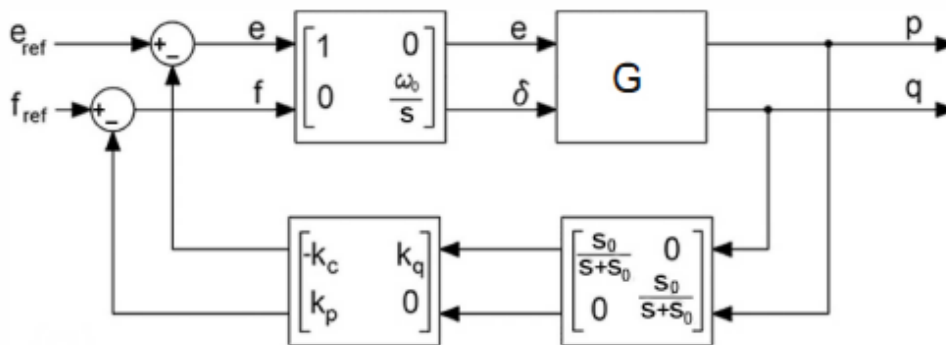 e_ref + - e [1 0 e G p
f_ref + - f 0 ω₀/s] δ q
[-k_c k_q [s₀/(s+s₀) 0
k_p 0] 0 s₀/(s+s₀)]